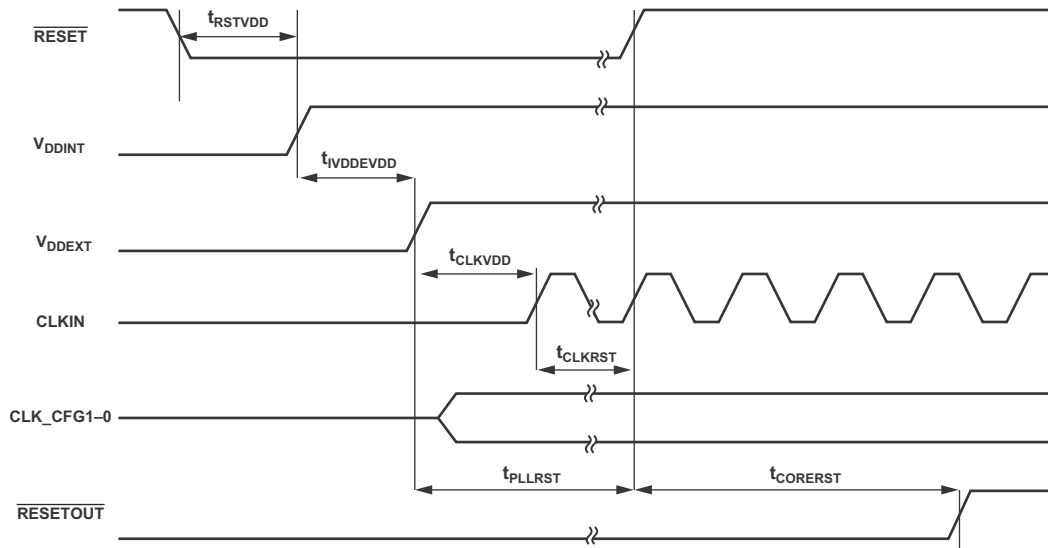 tRSTVDD
RESET
VDDINT
tIVDDEVDD
VDDEXT
tCLKVDD
CLKIN
tCLKRST
CLK_CFG1–0
tPLLRST
tCORERST
RESETOUT